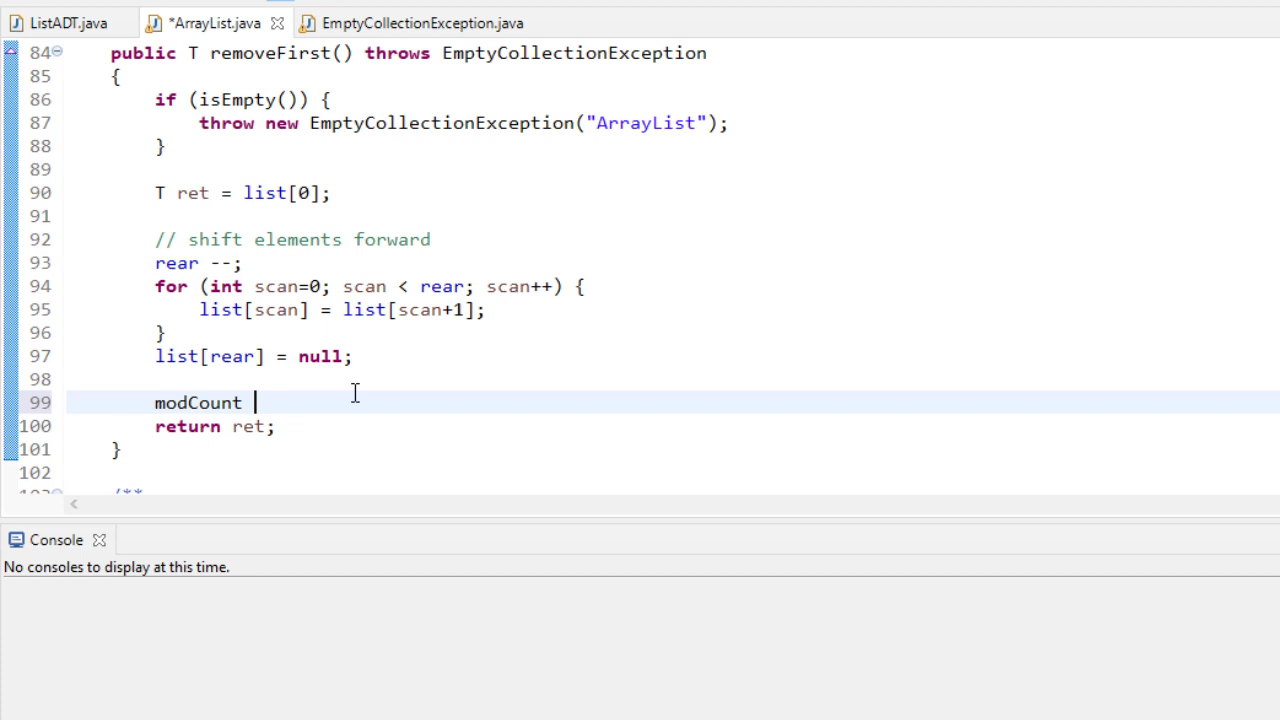 ListADT.java *ArrayList.java EmptyCollectionException.java
84 public T removeFirst() throws EmptyCollectionException
85 {
86 if (isEmpty()) {
87 throw new EmptyCollectionException("ArrayList");
88 }
89
90 T ret = list[0];
91
92 // shift elements forward
93 rear --;
94 for (int scan=0; scan < rear; scan++) {
95 list[scan] = list[scan+1];
96 }
97 list[rear] = null;
98
99 modCount
100 return ret;
101 }
102
103 /**
Console
No consoles to display at this time.